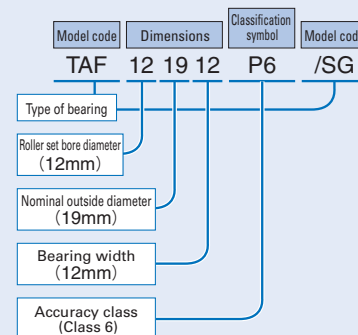 Classification
symbol
Model code Dimensions Model code
TAF 12 19 12 P6 /SG
Type of bearing
Roller set bore diameter
(12mm)
Nominal outside diameter
(19mm)
Bearing width
(12mm)
Accuracy class
(Class 6)